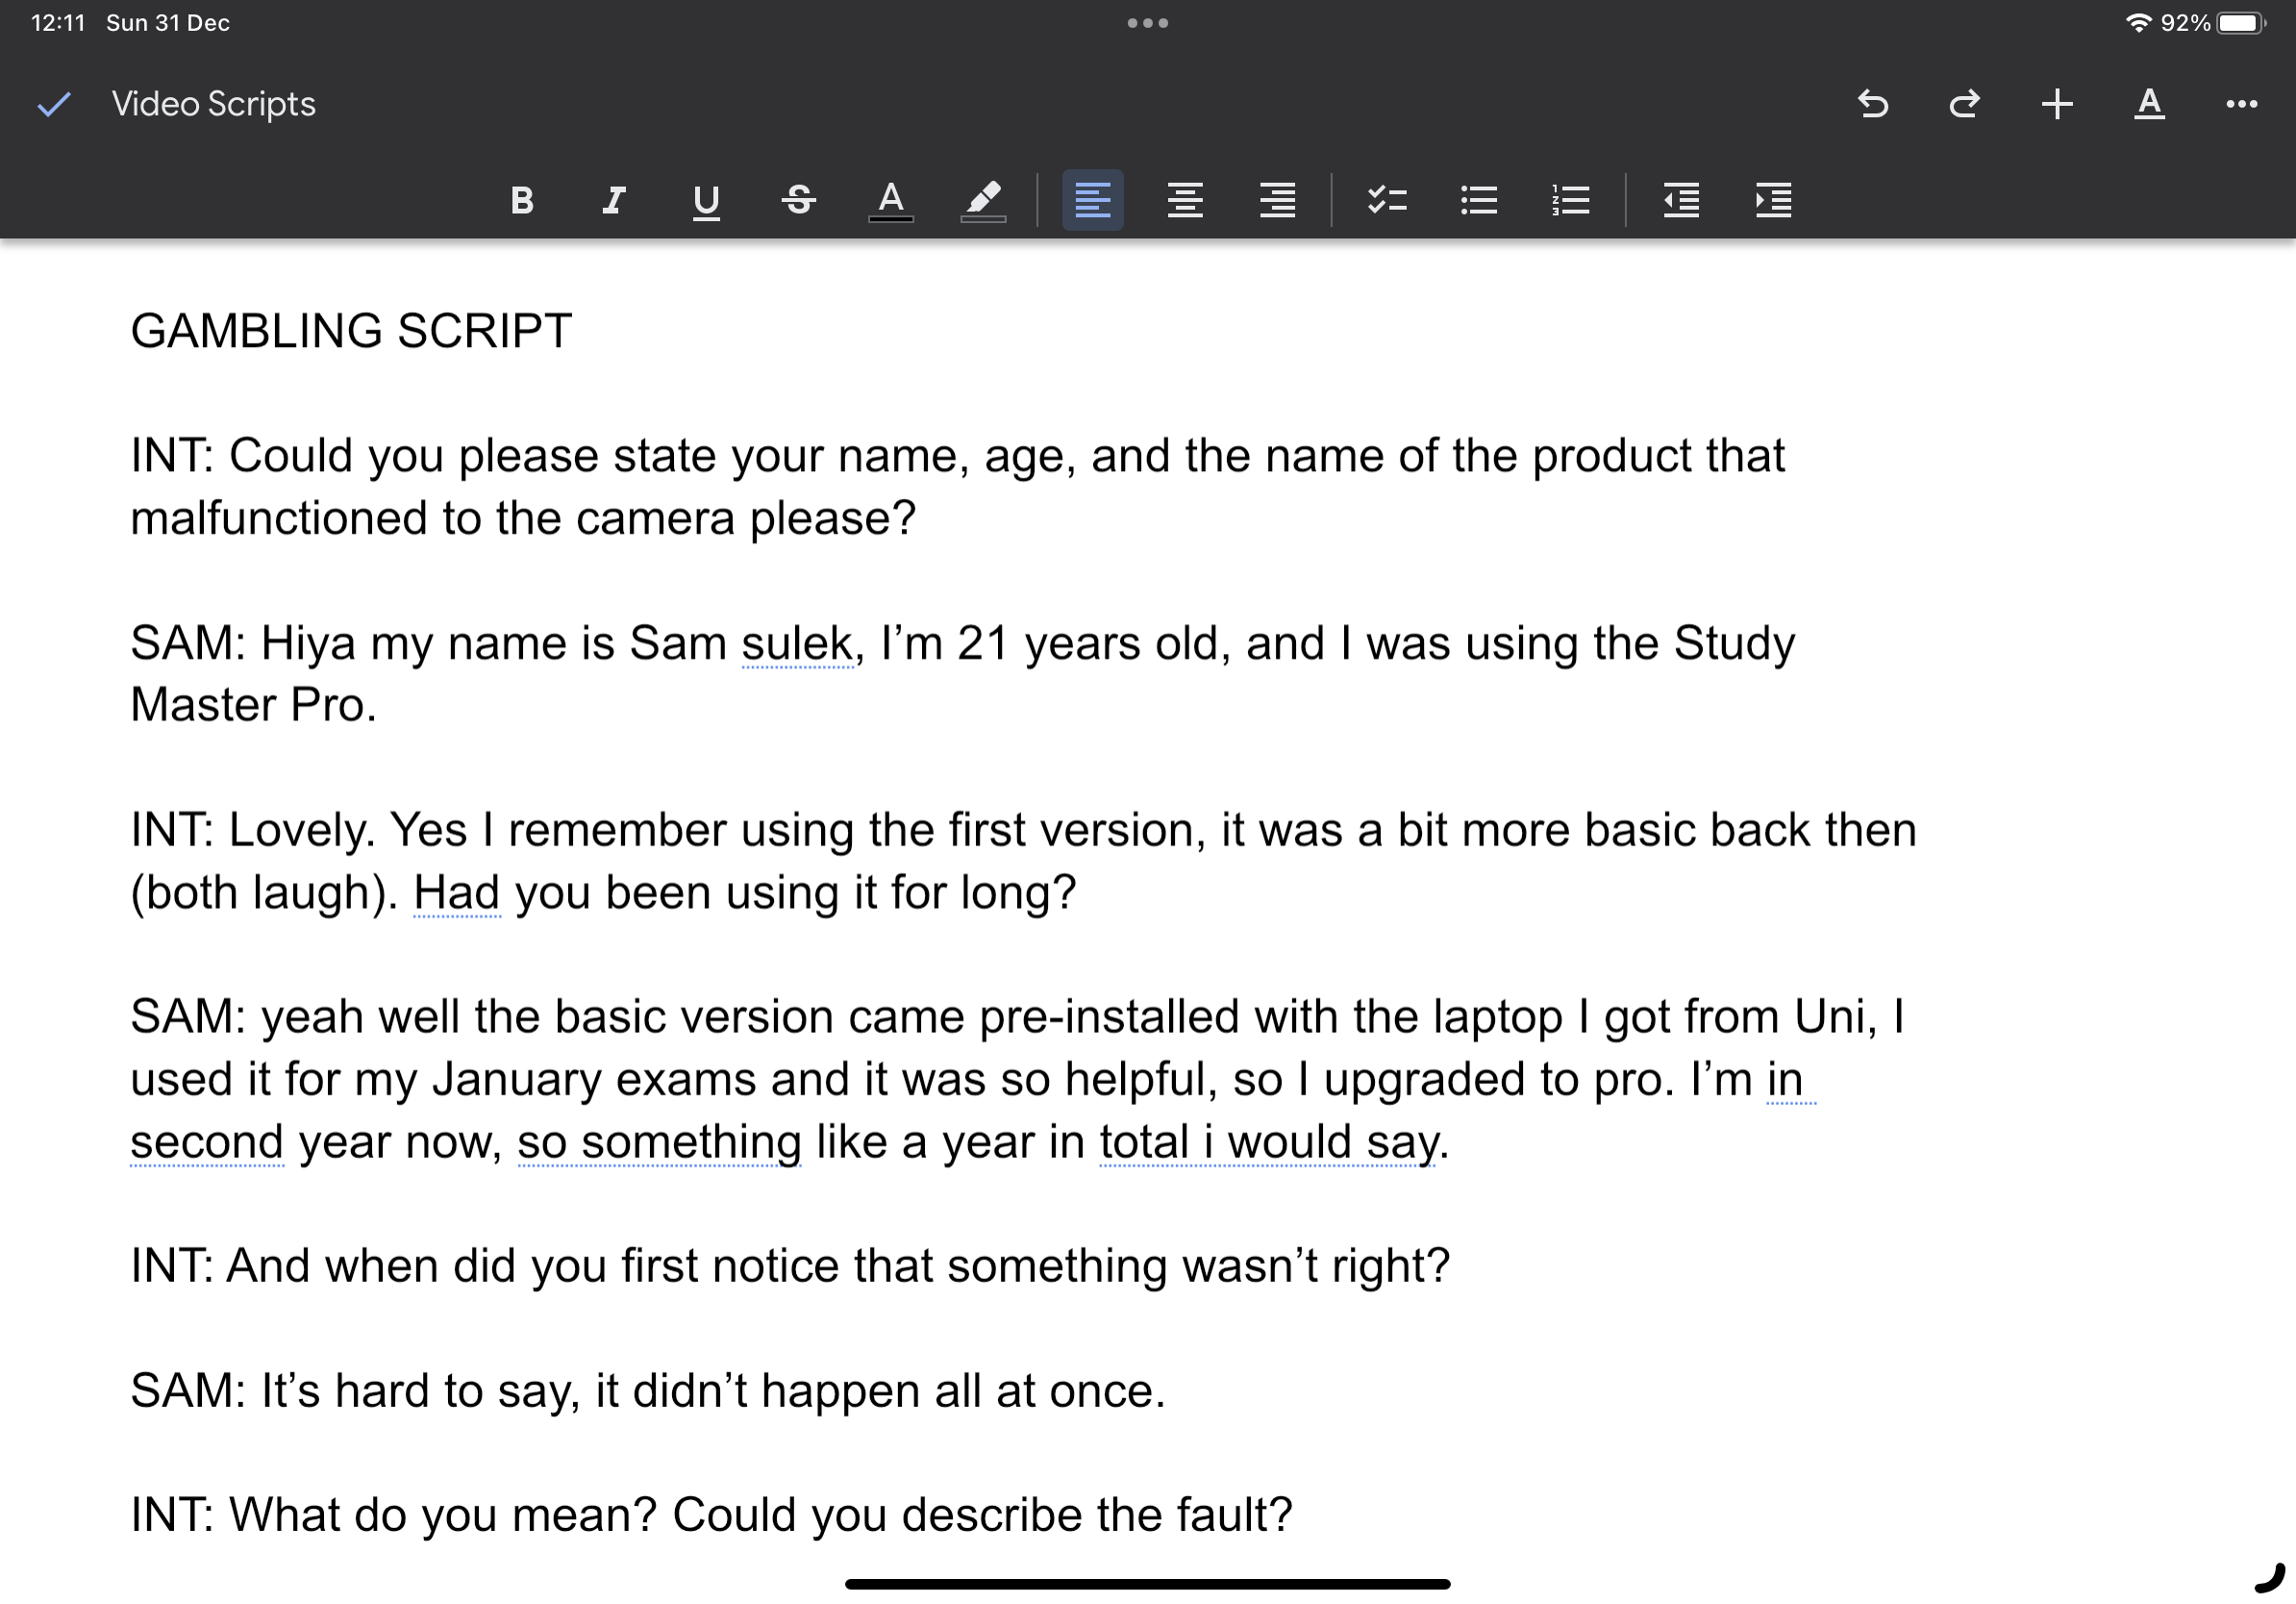 12:11 Sun 31 Dec
92%
Video Scripts
GAMBLING SCRIPT
INT: Could you please state your name, age, and the name of the product that
malfunctioned to the camera please?
SAM: Hiya my name is Sam sulek, I’m 21 years old, and I was using the Study
Master Pro.
INT: Lovely. Yes I remember using the first version, it was a bit more basic back then
(both laugh). Had you been using it for long?
SAM: yeah well the basic version came pre-installed with the laptop I got from Uni, I
used it for my January exams and it was so helpful, so I upgraded to pro. I’m in
second year now, so something like a year in total i would say.
INT: And when did you first notice that something wasn’t right?
SAM: It’s hard to say, it didn’t happen all at once.
INT: What do you mean? Could you describe the fault?